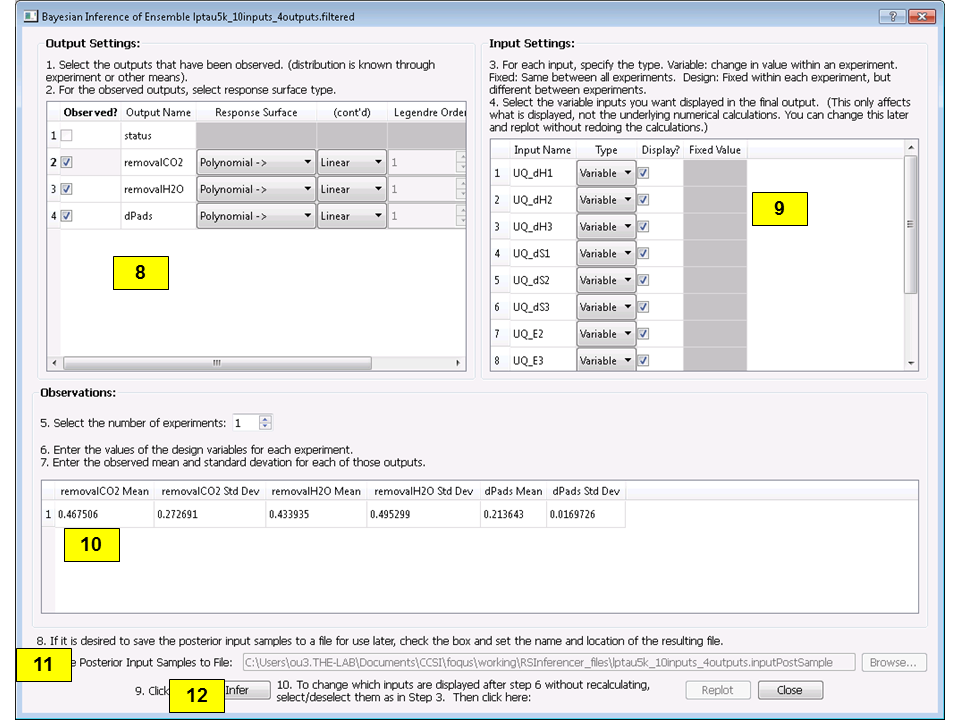 Bayesian Inference of Ensemble lptau5k_10inputs_4outputs.filtered
Output Settings:
1. Select the outputs that have been observed. (distribution is known through
experiment or other means).
2. For the observed outputs, select response surface type.
Observed? Output Name Response Surface (cont'd) Legendre Order
1 status
2 removalCO2 Polynomial -> Linear 1
3 removalH2O Polynomial -> Linear 1
4 dPads Polynomial -> Linear 1
8
Input Settings:
3. For each input, specify the type. Variable: change in value within an experiment.
Fixed: Same between all experiments. Design: Fixed within each experiment, but
different between experiments.
4. Select the variable inputs you want displayed in the final output. (This only affects
what is displayed, not the underlying numerical calculations. You can change this later
and replot without redoing the calculations.)
Input Name Type Display? Fixed Value
1 UQ_dH1 Variable
2 UQ_dH2 Variable
3 UQ_dH3 Variable
4 UQ_dS1 Variable
5 UQ_dS2 Variable
6 UQ_dS3 Variable
7 UQ_E2 Variable
8 UQ_E3 Variable
9
Observations:
5. Select the number of experiments: 1
6. Enter the values of the design variables for each experiment.
7. Enter the observed mean and standard devation for each of those outputs.
removalCO2 Mean removalCO2 Std Dev removalH2O Mean removalH2O Std Dev dPads Mean dPads Std Dev
1 0.467506 0.272691 0.433935 0.495299 0.213643 0.0169726
10
8. If it is desired to save the posterior input samples to a file for use later, check the box and set the name and location of the resulting file.
11 Posterior Input Samples to File: C:\Users\ou3.THE-LAB\Documents\CCSI\foqus\working\RSInferencer_files\lptau5k_10inputs_4outputs.inputPostSample Browse...
9. Click 12 Infer
10. To change which inputs are displayed after step 6 without recalculating,
select/deselect them as in Step 3. Then click here:
Replot Close